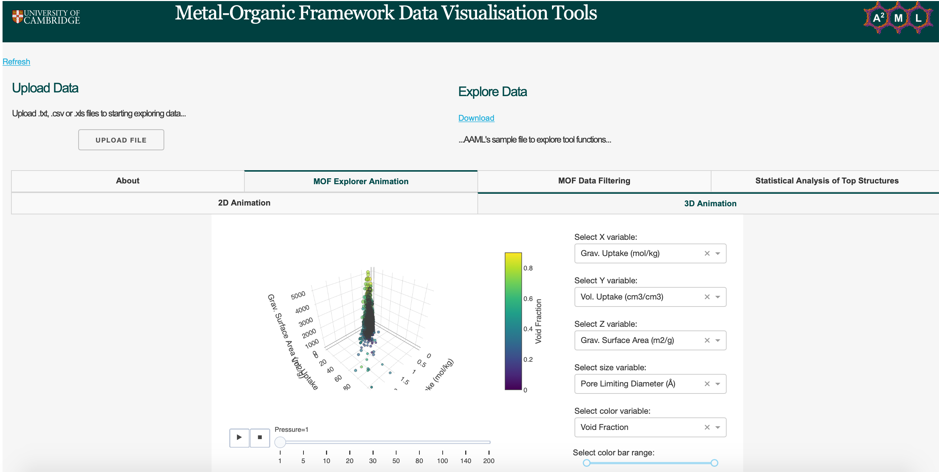 UNIVERSITY OF
CAMBRIDGE
Metal-Organic Framework Data Visualisation Tools
A² M L
Refresh
Upload Data
Explore Data
Upload .txt, .csv or .xls files to starting exploring data...
Download
UPLOAD FILE
...AAML's sample file to explore tool functions...
About
MOF Explorer Animation
MOF Data Filtering
Statistical Analysis of Top Structures
2D Animation
3D Animation
Select X variable:
Grav. Uptake (mol/kg)
Select Y variable:
Vol. Uptake (cm3/cm3)
Select Z variable:
Grav. Surface Area (m2/g)
Select size variable:
Pore Limiting Diameter (Å)
Select color variable:
Void Fraction
Select color bar range:
Grav. Surface Area (m
5000
4000
3000
2000
1000
0
Uptake
0
20
40
60
80
0
0.5
1
1.5
ke (mol/kg)
0.8
0.6
0.4
0.2
0
Void Fraction
Pressure=1
1 5 10 20 30 50 80 100 140 200